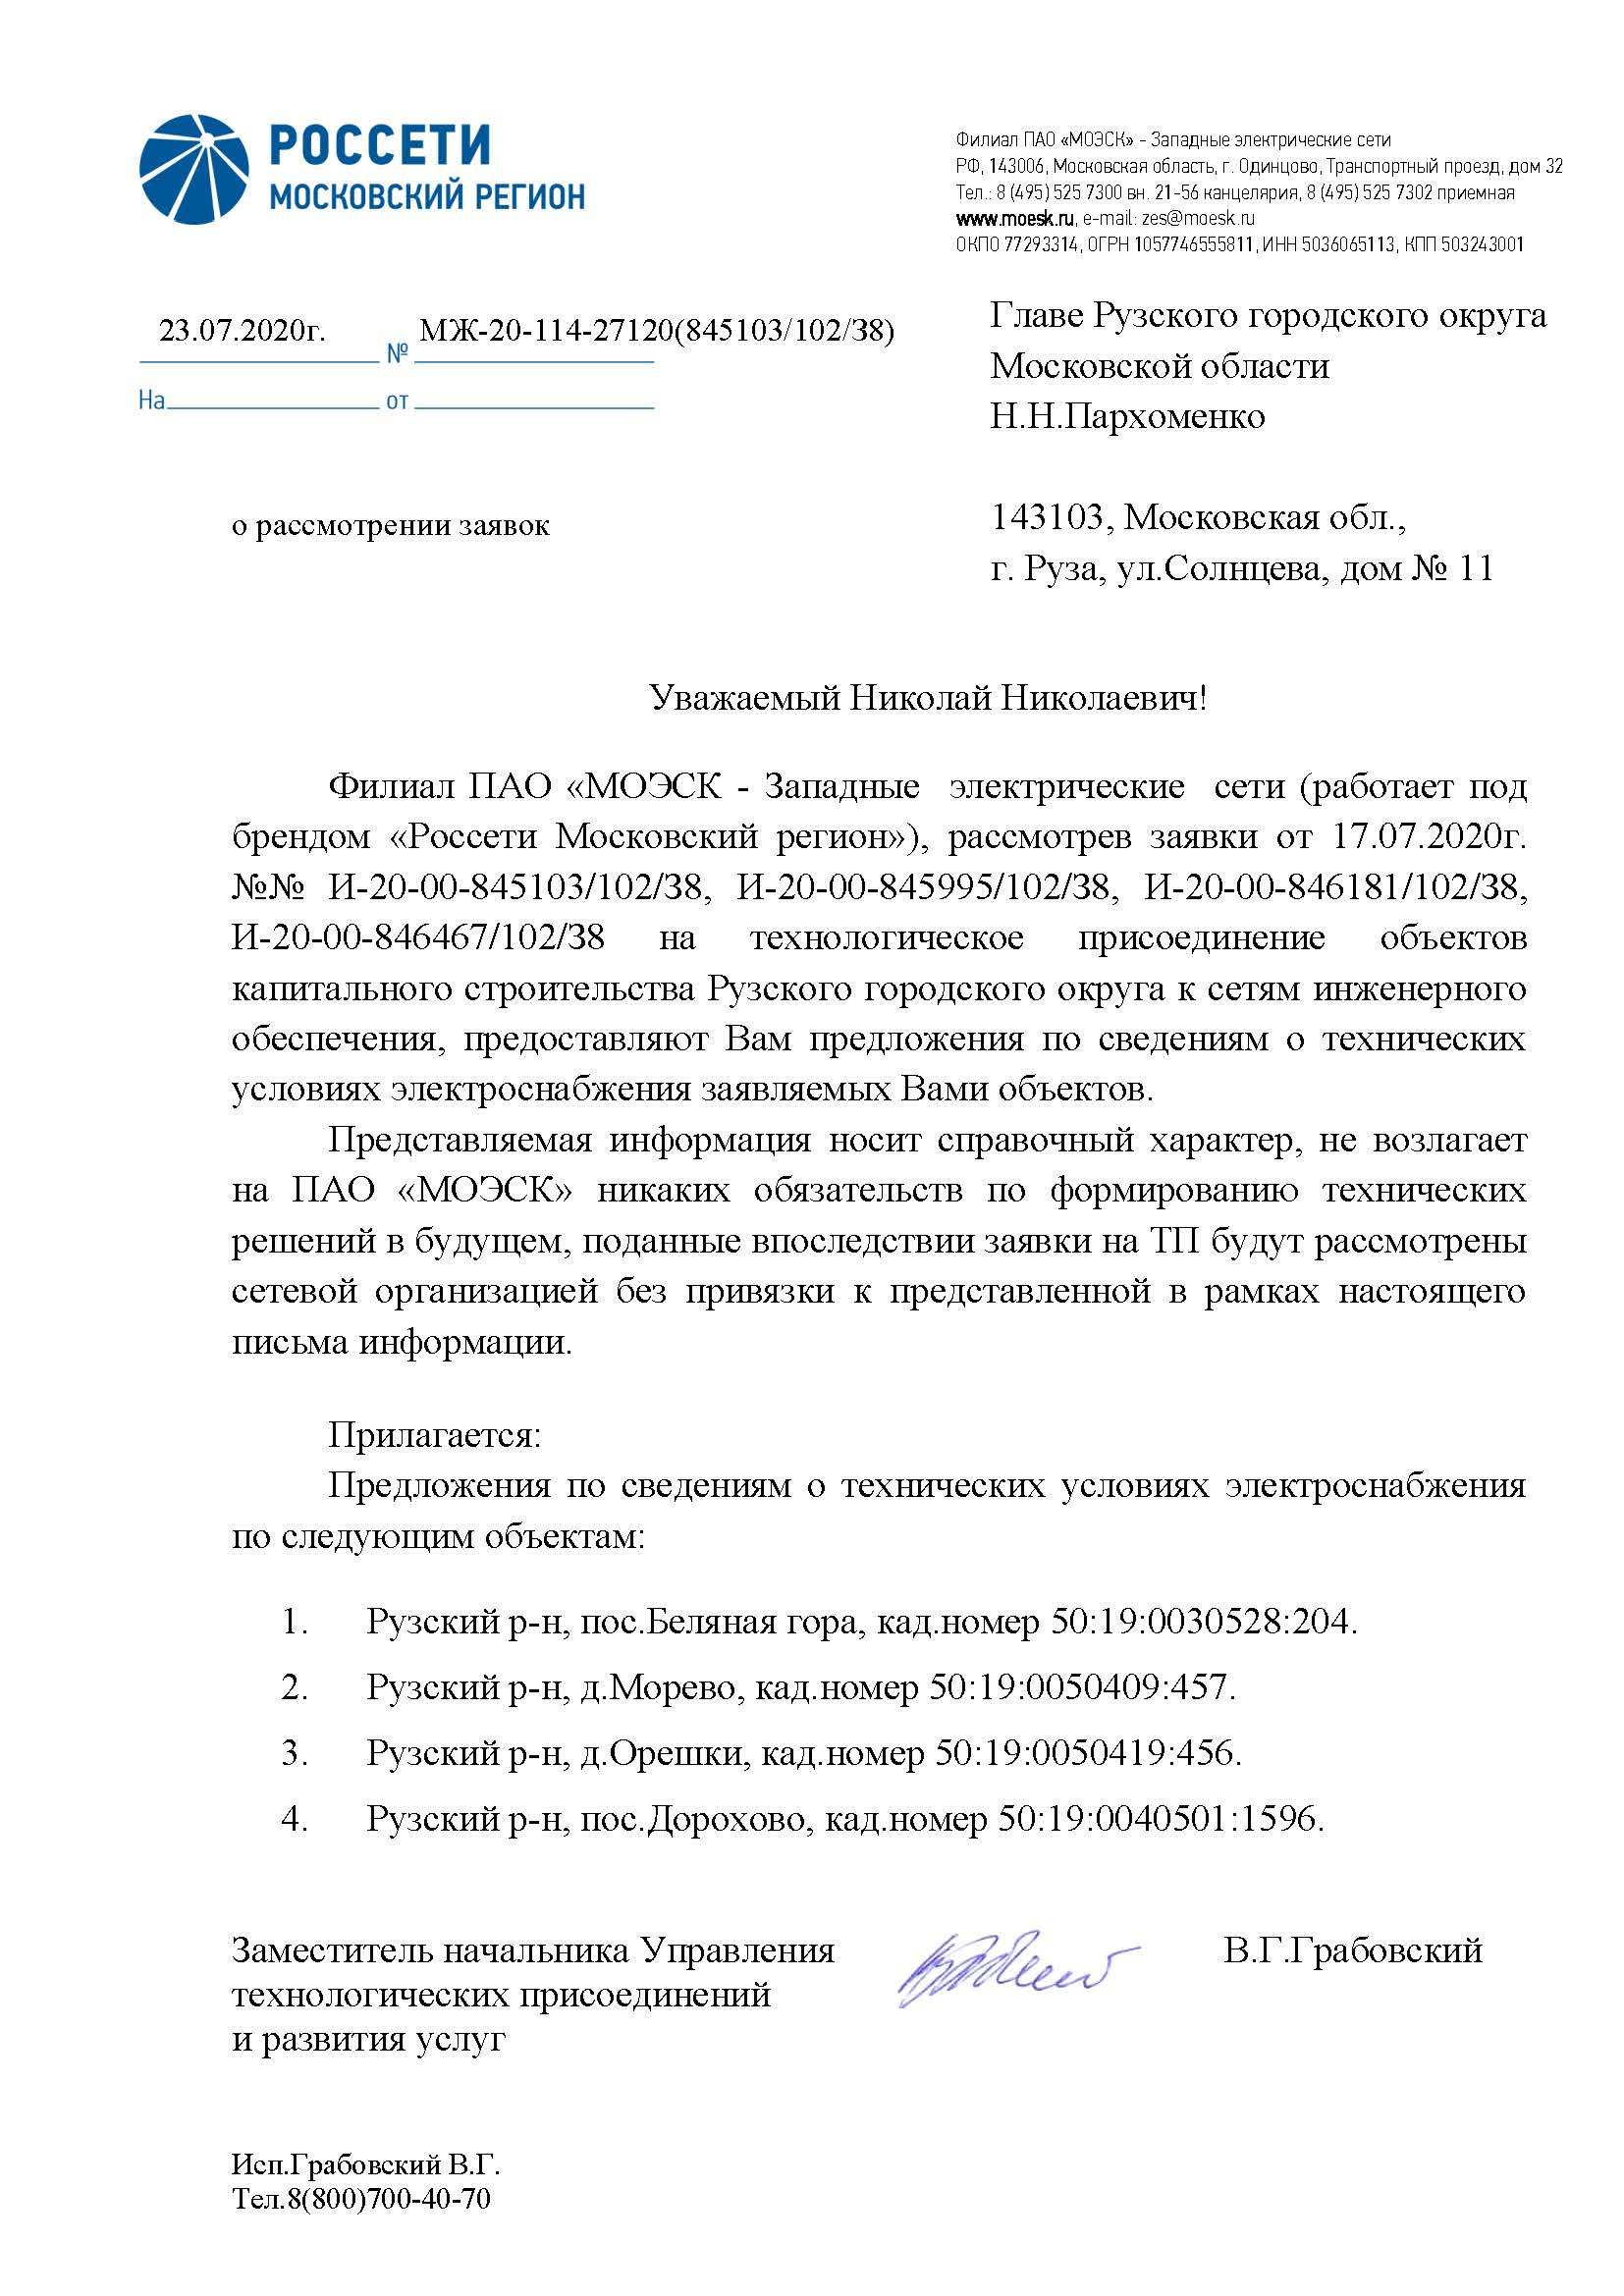 РОССЕТИ
МОСКОВСКИЙ РЕГИОН
Филиал ПАО «МОЭСК» - Западные электрические сети
РФ, 143006, Московская область, г. Одинцово, Транспортный проезд, дом 32
Тел.: 8 (495) 525 7300 вн. 21-56 канцелярия, 8 (495) 525 7302 приемная
www.moesk.ru, e-mail: zes@moesk.ru
ОКПО 77293314, ОГРН 1057746555811, ИНН 5036065113, КПП 503243001
23.07.2020г. № МЖ-20-114-27120(845103/102/З8)
На от
Главе Рузского городского округа
Московской области
Н.Н.Пархоменко
о рассмотрении заявок
143103, Московская обл.,
г. Руза, ул.Солнцева, дом № 11
Уважаемый Николай Николаевич!
Филиал ПАО «МОЭСК - Западные электрические сети (работает под
брендом «Россети Московский регион»), рассмотрев заявки от 17.07.2020г.
№№ И-20-00-845103/102/З8, И-20-00-845995/102/З8, И-20-00-846181/102/З8,
И-20-00-846467/102/З8 на технологическое присоединение объектов
капитального строительства Рузского городского округа к сетям инженерного
обеспечения, предоставляют Вам предложения по сведениям о технических
условиях электроснабжения заявляемых Вами объектов.
Представляемая информация носит справочный характер, не возлагает
на ПАО «МОЭСК» никаких обязательств по формированию технических
решений в будущем, поданные впоследствии заявки на ТП будут рассмотрены
сетевой организацией без привязки к представленной в рамках настоящего
письма информации.
Прилагается:
Предложения по сведениям о технических условиях электроснабжения
по следующим объектам:
1. Рузский р-н, пос.Беляная гора, кад.номер 50:19:0030528:204.
2. Рузский р-н, д.Морево, кад.номер 50:19:0050409:457.
3. Рузский р-н, д.Орешки, кад.номер 50:19:0050419:456.
4. Рузский р-н, пос.Дорохово, кад.номер 50:19:0040501:1596.
Заместитель начальника Управления В.Г.Грабовский
технологических присоединений
и развития услуг
Исп.Грабовский В.Г.
Тел.8(800)700-40-70